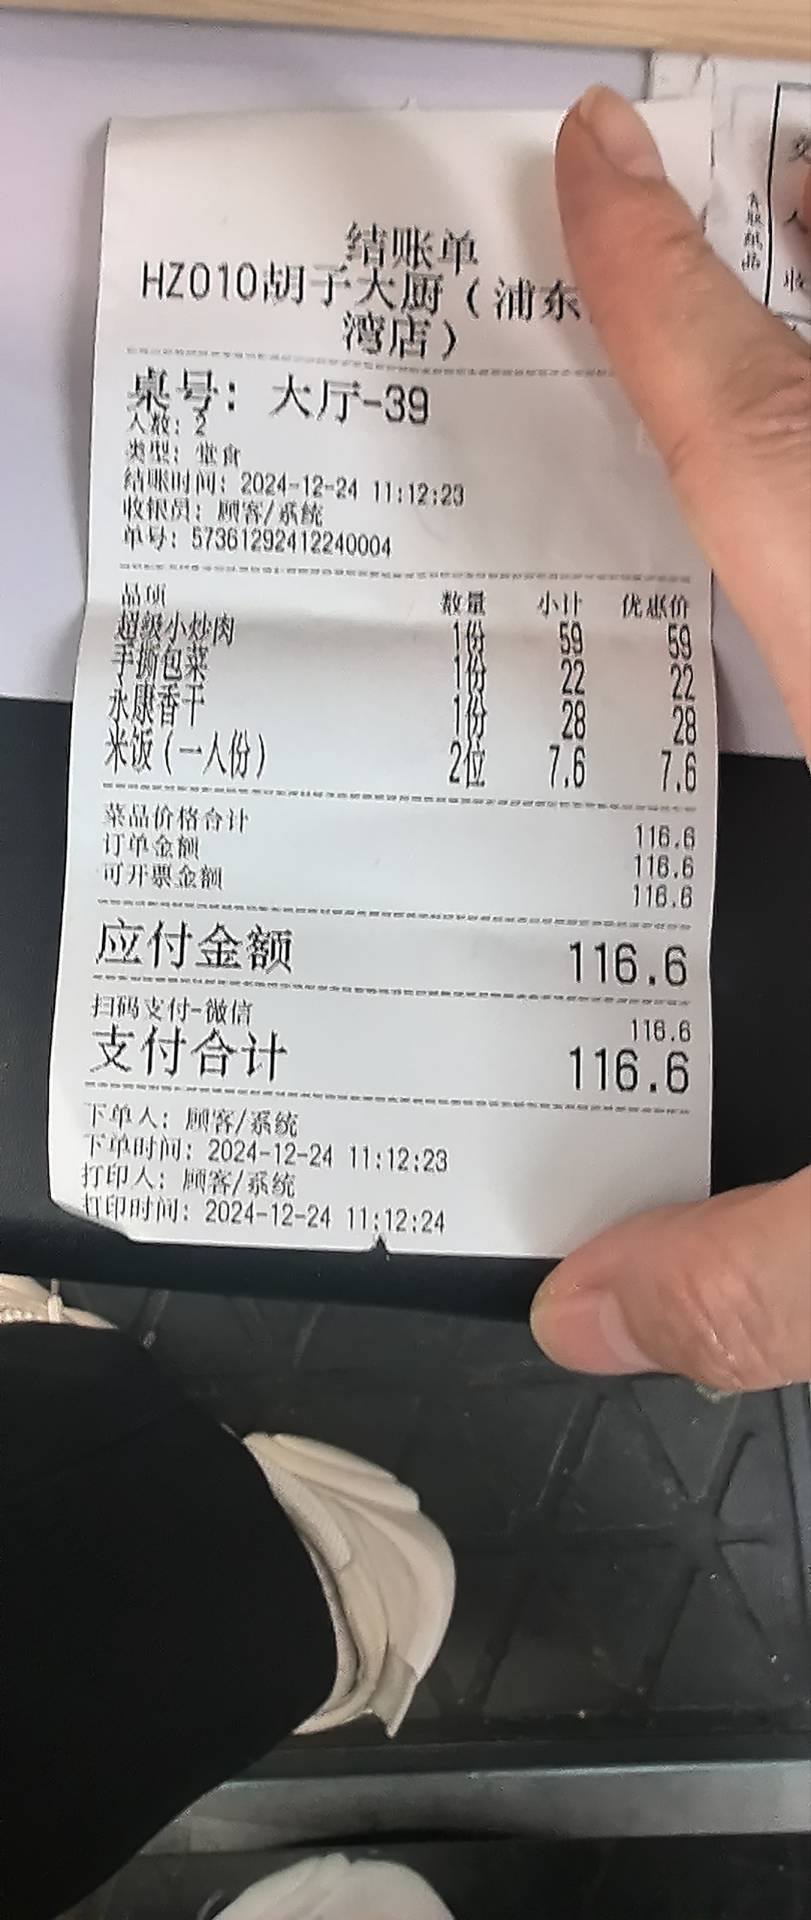 结账单
HZ010胡子大厨（浦东
湾店）
桌号：大厅-39
人数：2
类型：堂食
结账时间：2024-12-24 11:12:23
收银员：顾客/系统
单号：57361292412240004
品项 数量 小计 优惠价
超级小炒肉 1份 59 59
手撕包菜 1份 22 22
永康香干 1份 28 28
米饭（一人份） 2位 7.6 7.6
菜品价格合计 116.6
订单金额 116.6
可开票金额 116.6
应付金额 116.6
扫码支付-微信 116.6
支付合计 116.6
下单人：顾客/系统
下单时间：2024-12-24 11:12:23
打印人：顾客/系统
打印时间：2024-12-24 11:12:24